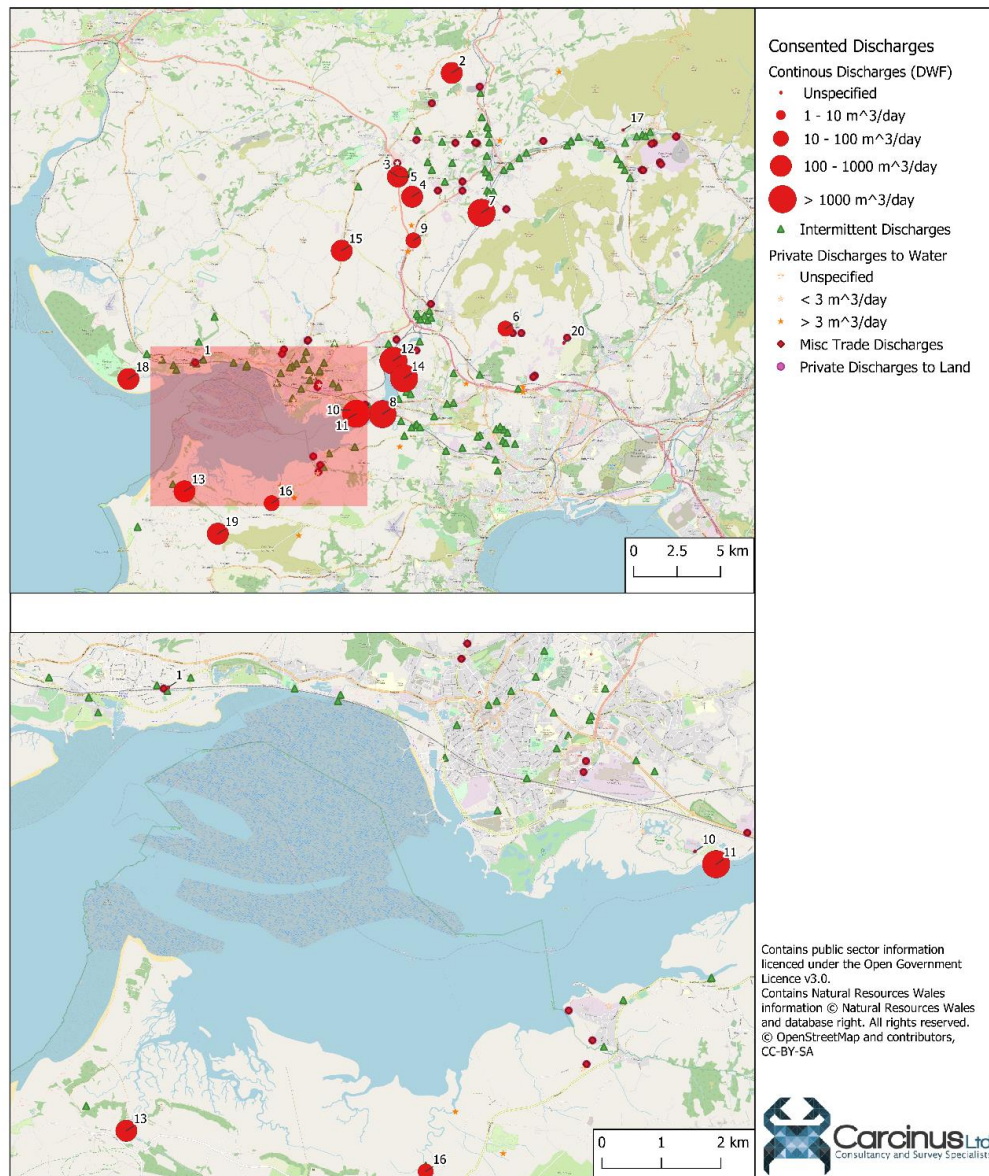 2
17
3
5
4
7
9
15
6
20
1
12
14
18
10
8
11
13
16
19
0 2.5 5 km
Consented Discharges
Continous Discharges (DWF)
Unspecified
1 - 10 m^3/day
10 - 100 m^3/day
100 - 1000 m^3/day
> 1000 m^3/day
Intermittent Discharges
Private Discharges to Water
Unspecified
< 3 m^3/day
> 3 m^3/day
Misc Trade Discharges
Private Discharges to Land
1
10
11
13
16
0 1 2 km
Contains public sector information
licenced under the Open Government
Licence v3.0.
Contains Natural Resources Wales
information © Natural Resources Wales
and database right. All rights reserved.
© OpenStreetMap and contributors,
CC-BY-SA
Carcinus Ltd
Consultancy and Survey Specialists